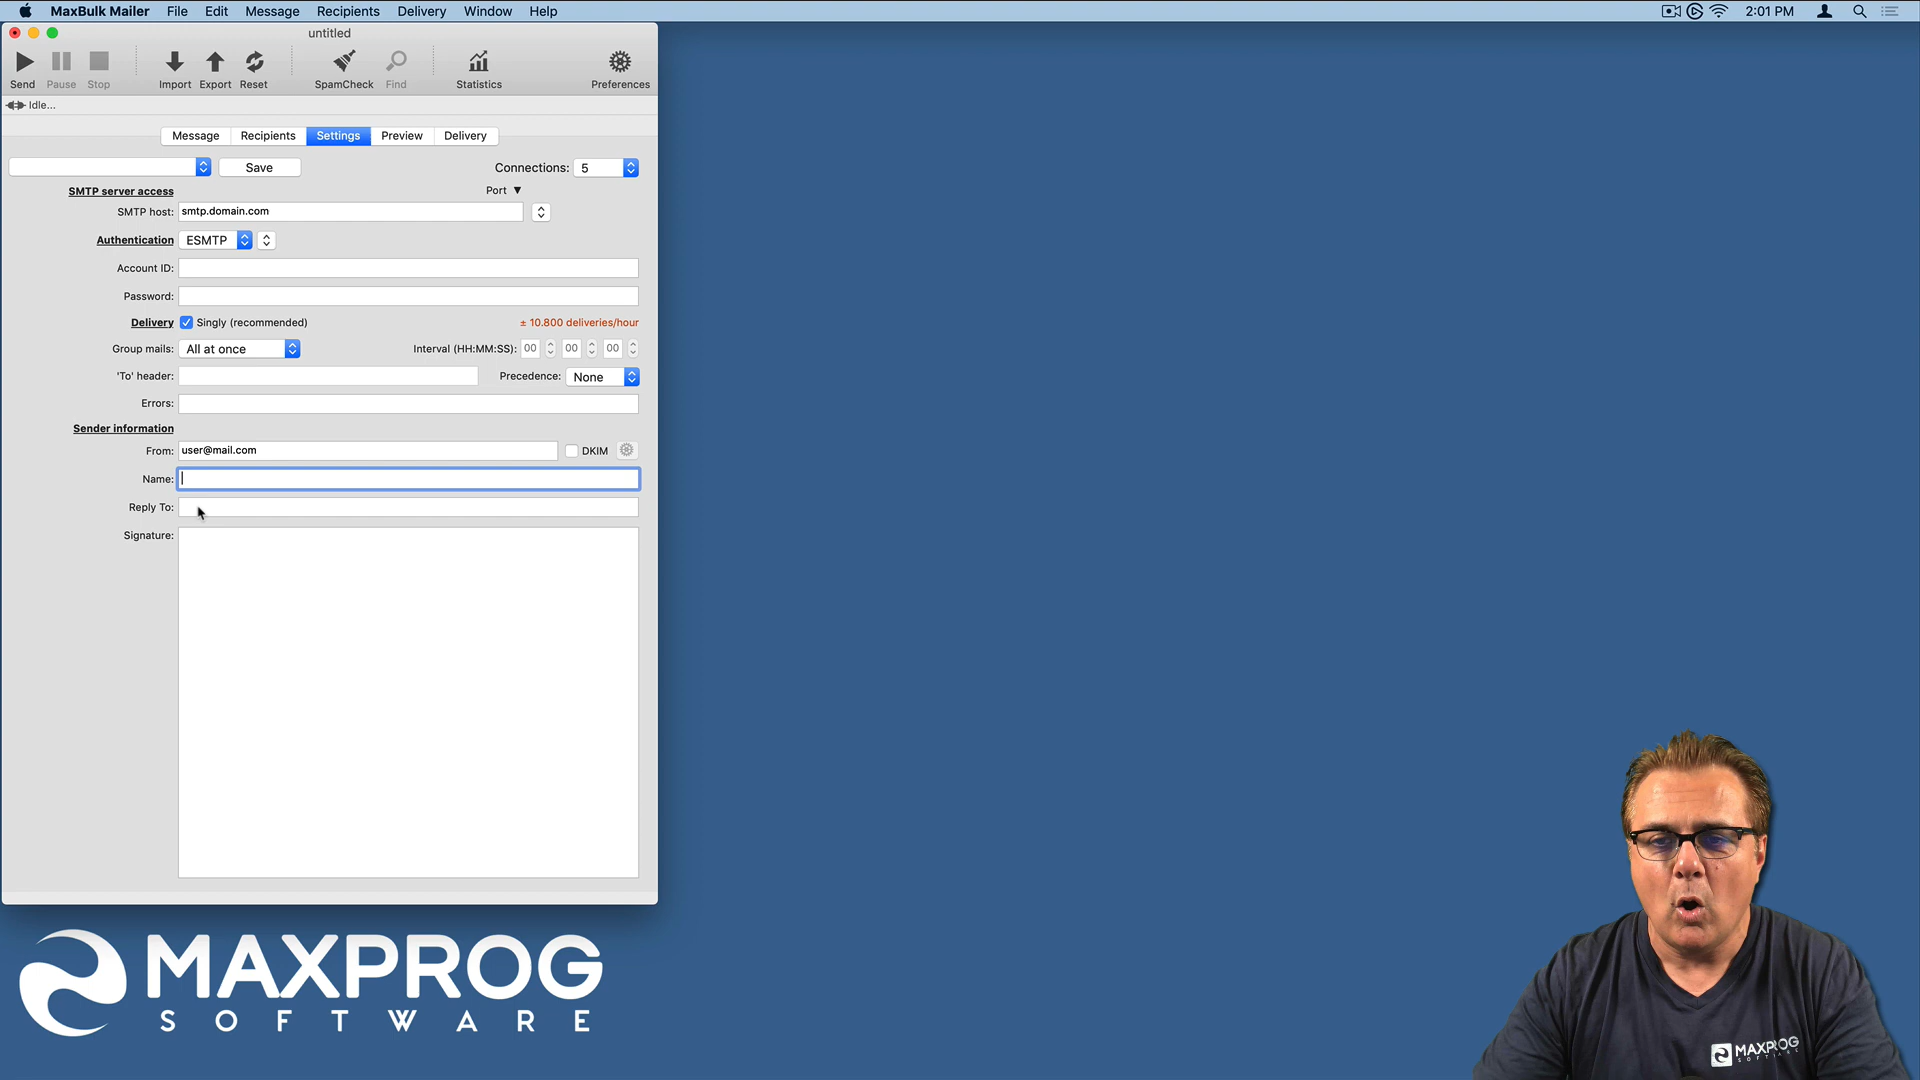 MaxBulk Mailer File Edit Message Recipients Delivery Window Help 2:01 PM
untitled
Send Pause Stop Import Export Reset SpamCheck Find Statistics Preferences
Idle...
Message Recipients Settings Preview Delivery
Save Connections: 5
SMTP server access Port ▼
SMTP host: smtp.domain.com
Authentication ESMTP
Account ID:
Password:
Delivery Singly (recommended) ± 10.800 deliveries/hour
Group mails: All at once Interval (HH:MM:SS): 00 00 00
'To' header: Precedence: None
Errors:
Sender information
From: user@mail.com DKIM
Name:
Reply To:
Signature:
MAXPROG
SOFTWARE
MAXPROG
SOFTWARE